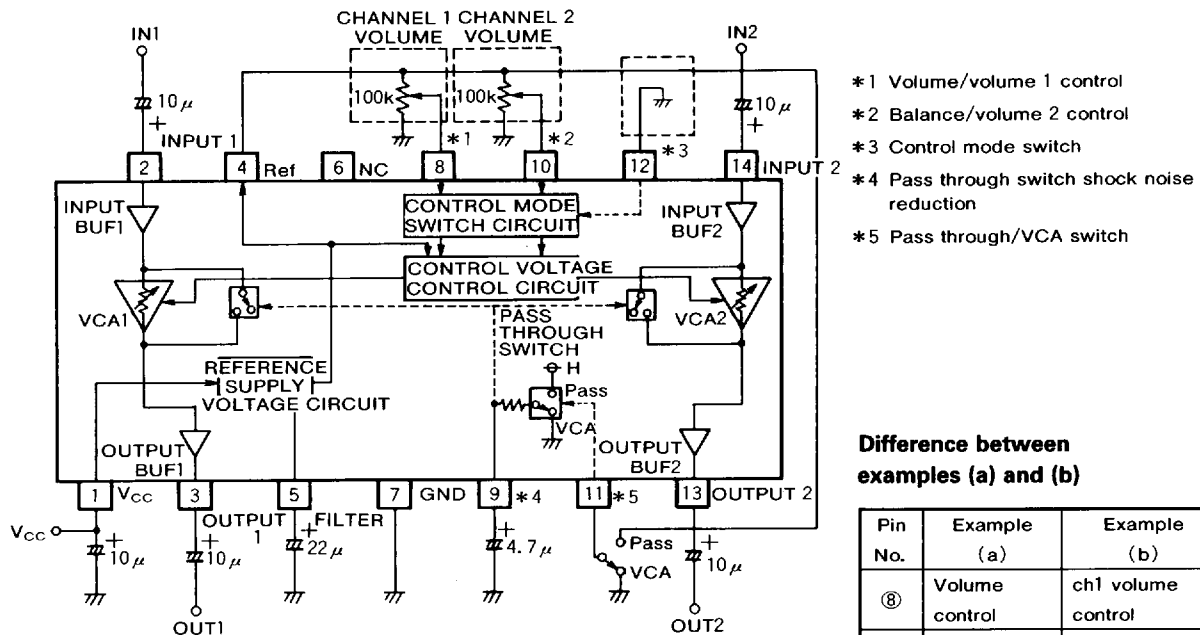 CHANNEL 1 CHANNEL 2
VOLUME VOLUME
IN1
IN2
10μ
+
100k
100k
10μ
+
INPUT 1
*1
*2
*3
2
4
Ref
6
NC
8
10
12
14
INPUT 2
INPUT
BUF1
CONTROL MODE
SWITCH CIRCUIT
INPUT
BUF2
CONTROL VOLTAGE
CONTROL CIRCUIT
VCA1
VCA2
PASS
THROUGH
SWITCH
H
Pass
VCA
REFERENCE
SUPPLY
VOLTAGE CIRCUIT
OUTPUT
BUF1
OUTPUT
BUF2
1
VCC
3
5
7
GND
9
*4
11
*5
13
OUTPUT 2
OUTPUT
1
FILTER
VCC
+
10μ
+
10μ
+
22μ
+
4.7μ
Pass
VCA
+
10μ
OUT1
OUT2
*1 Volume/volume 1 control
*2 Balance/volume 2 control
*3 Control mode switch
*4 Pass through switch shock noise
reduction
*5 Pass through/VCA switch
Difference between
examples (a) and (b)
Pin
No.
Example
(a)
Example
(b)
⑧
Volume
control
ch1 volume
control